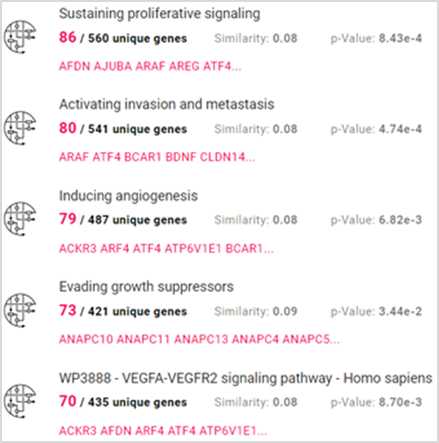 Sustaining proliferative signaling
86 / 560 unique genes Similarity: 0.08 p-Value: 8.43e-4
AFDN AJUBA ARAF AREG ATF4...
Activating invasion and metastasis
80 / 541 unique genes Similarity: 0.08 p-Value: 4.74e-4
ARAF ATF4 BCAR1 BDNF CLDN14...
Inducing angiogenesis
79 / 487 unique genes Similarity: 0.08 p-Value: 6.82e-3
ACKR3 ARF4 ATF4 ATP6V1E1 BCAR1...
Evading growth suppressors
73 / 421 unique genes Similarity: 0.09 p-Value: 3.44e-2
ANAPC10 ANAPC11 ANAPC13 ANAPC4 ANAPC5...
WP3888 - VEGFA-VEGFR2 signaling pathway - Homo sapiens
70 / 435 unique genes Similarity: 0.08 p-Value: 8.70e-3
ACKR3 AFDN ARF4 ATF4 ATP6V1E1...